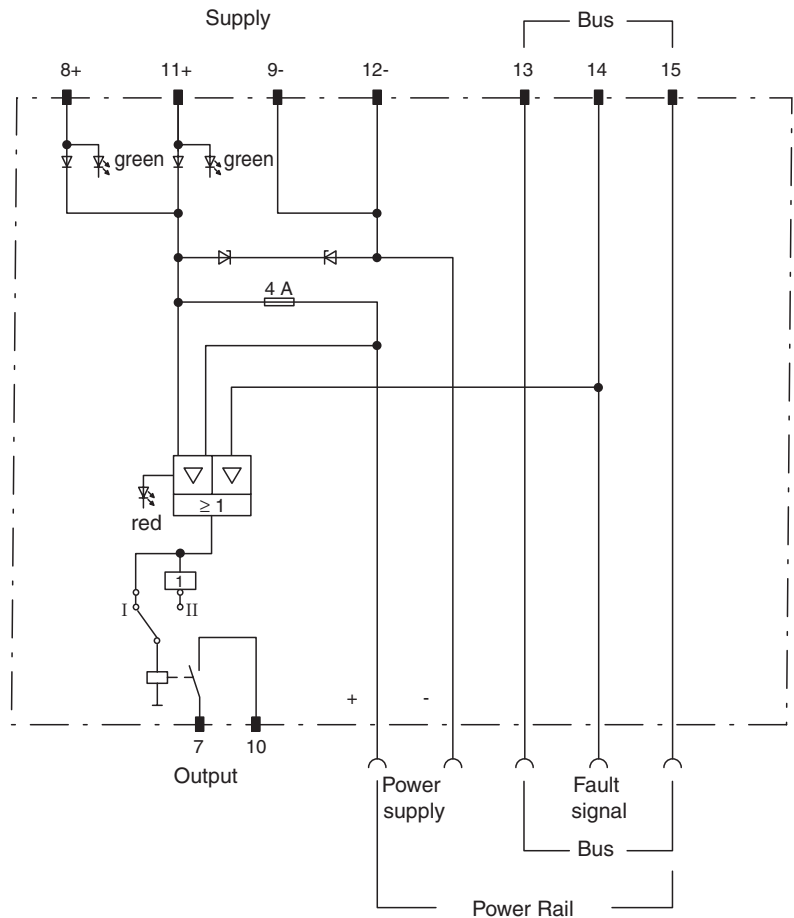 Supply
Bus
8+ 11+ 9- 12- 13 14 15
green green
4 A
≥ 1
red
1
I II
+ -
7 10
Output
Power supply
Fault signal
Bus
Power Rail